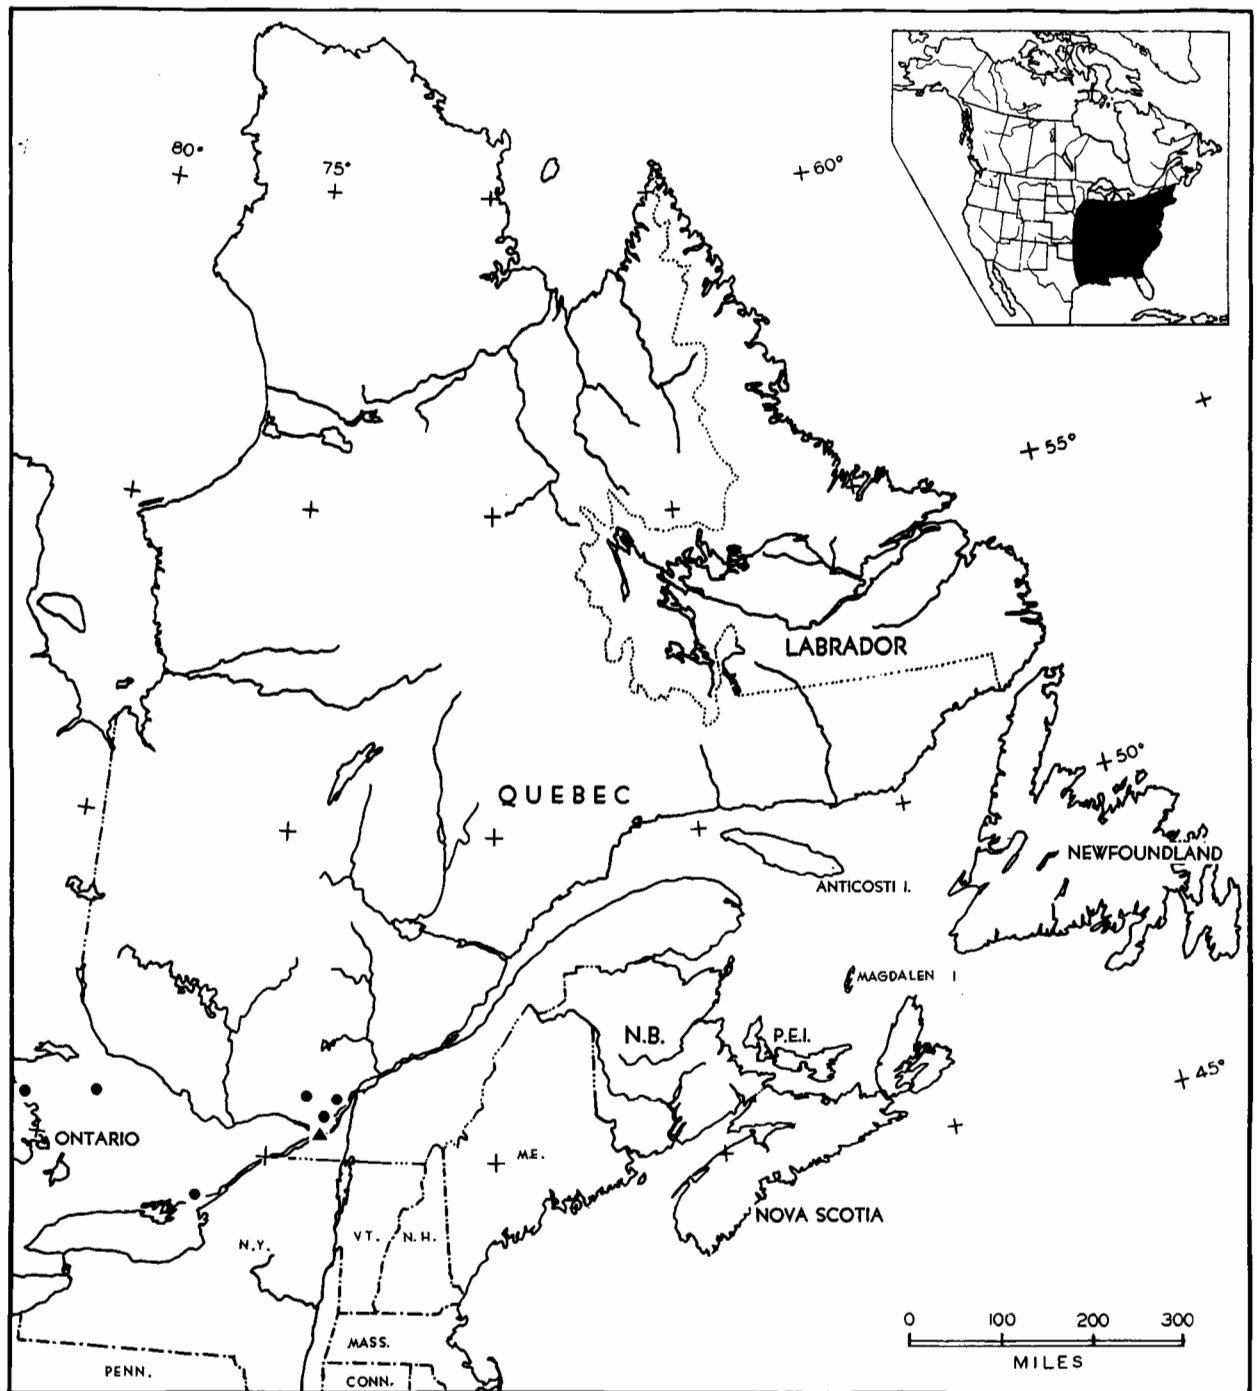 80°
75°
60°
55°
LABRADOR
50°
QUEBEC
NEWFOUNDLAND
ANTICOSTI I.
MAGDALEN I
N.B.
P.E.I.
45°
ONTARIO
M.E.
NOVA SCOTIA
N.Y.
VT.
N.H.
0 100 200 300
MILES
MASS.
PENN.
CONN.